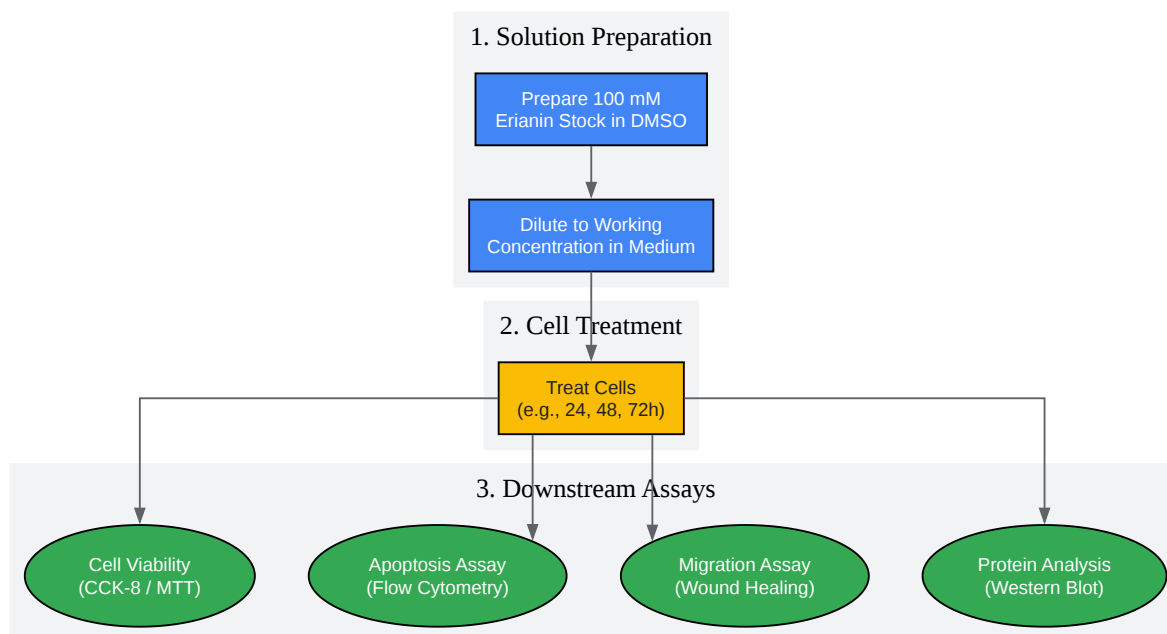 1. Solution Preparation
Prepare 100 mM
Erianin Stock in DMSO
Dilute to Working
Concentration in Medium
2. Cell Treatment
Treat Cells
(e.g., 24, 48, 72h)
3. Downstream Assays
Cell Viability
(CCK-8 / MTT)
Apoptosis Assay
(Flow Cytometry)
Migration Assay
(Wound Healing)
Protein Analysis
(Western Blot)